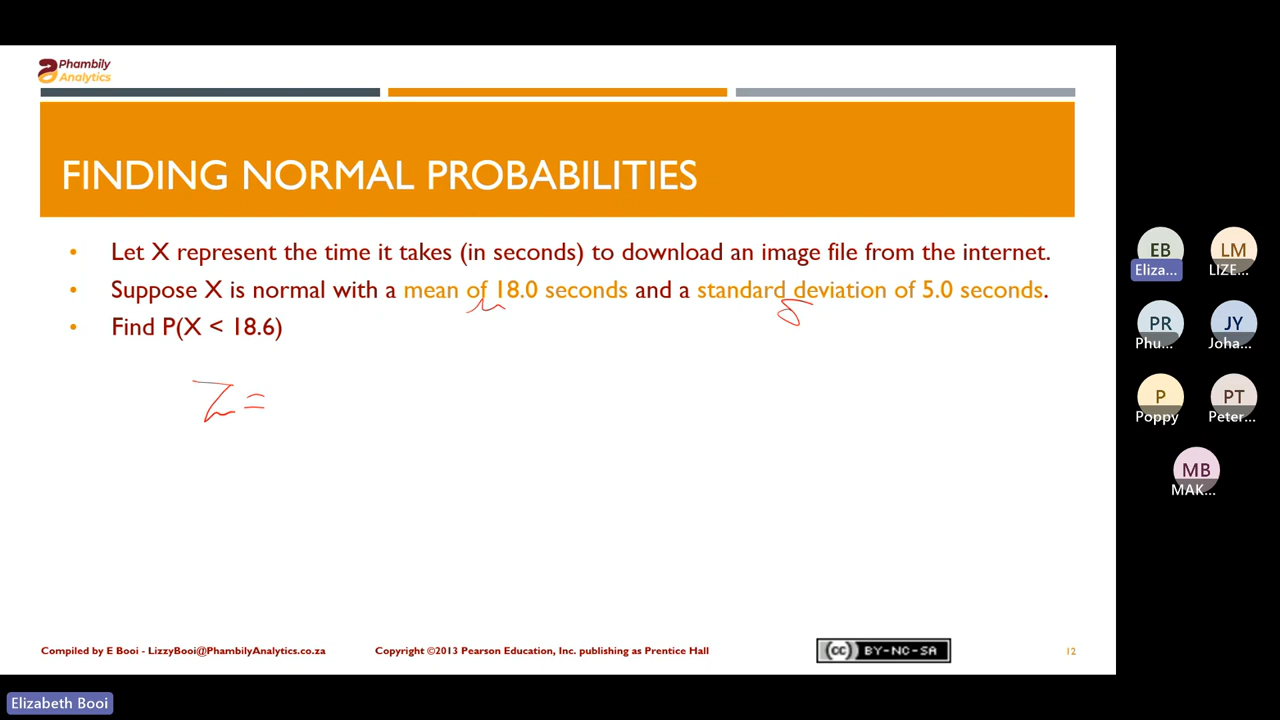 Phambily
Analytics
FINDING NORMAL PROBABILITIES
• Let X represent the time it takes (in seconds) to download an image file from the internet.
• Suppose X is normal with a mean of 18.0 seconds and a standard deviation of 5.0 seconds.
μ σ
• Find P(X < 18.6)
Z =
Compiled by E Booi - LizzyBooi@PhambilyAnalytics.co.za
Copyright ©2013 Pearson Education, Inc. publishing as Prentice Hall
(cc) BY-NC-SA
12
EB
Eliza...
LM
LIZE...
PR
Phu...
JY
Joha...
P
Poppy
PT
Peter...
MB
MAK...
Elizabeth Booi